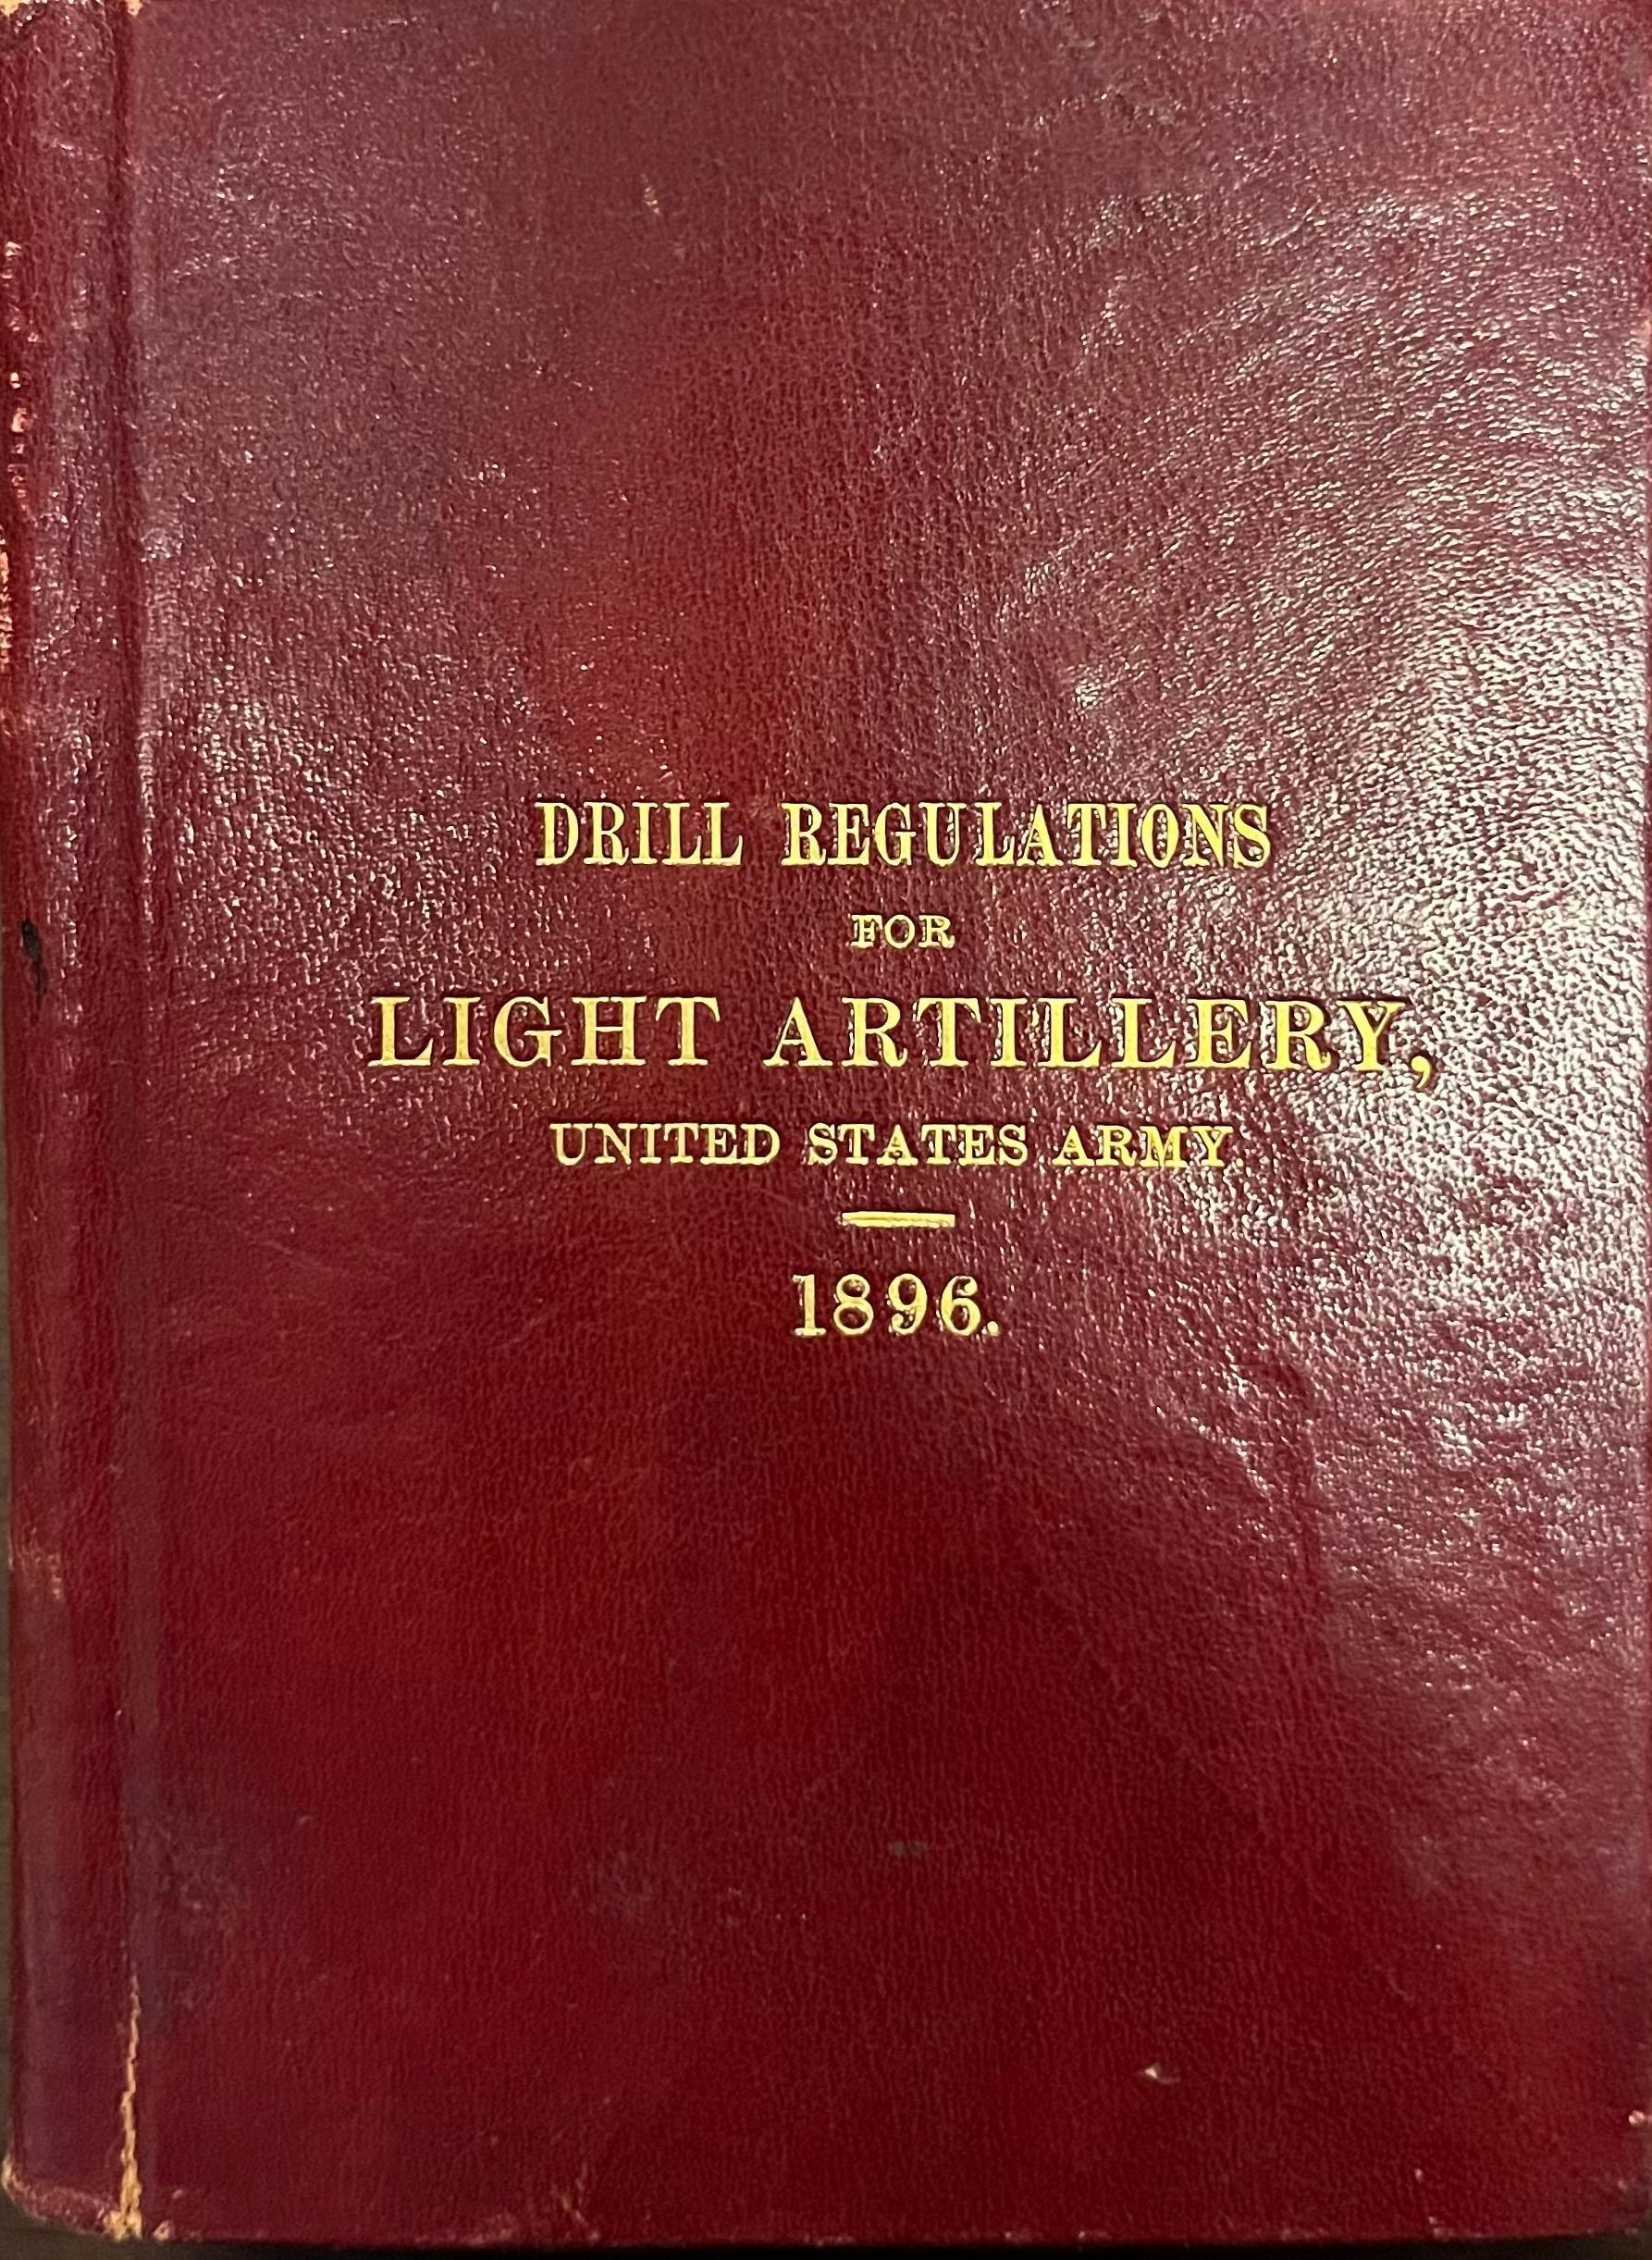 DRILL REGULATIONS
FOR
LIGHT ARTILLERY,
UNITED STATES ARMY.
1896.